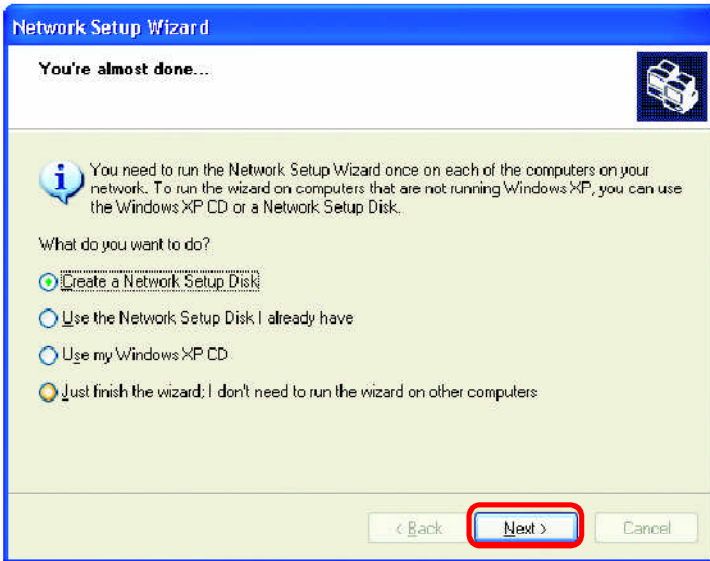 Network Setup Wizard
You're almost done...
You need to run the Network Setup Wizard once on each of the computers on your
network. To run the wizard on computers that are not running Windows XP, you can use
the Windows XP CD or a Network Setup Disk.
What do you want to do?
Create a Network Setup Disk
Use the Network Setup Disk I already have
Use my Windows XP CD
Just finish the wizard; I don't need to run the wizard on other computers
< Back
Next >
Cancel